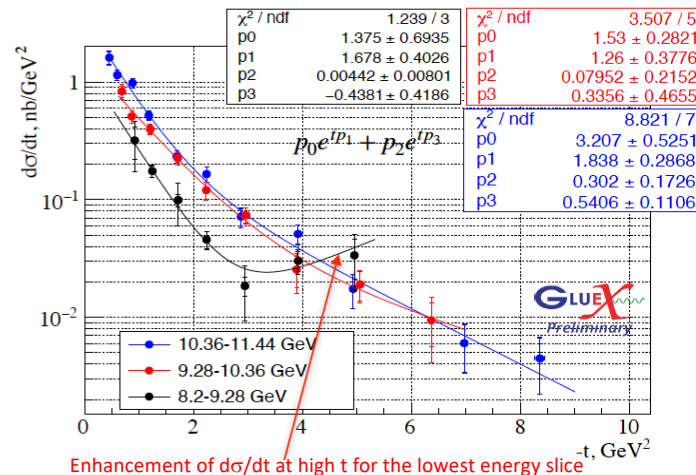 χ² / ndf 1.239 / 3
p0 1.375 ± 0.6935
p1 1.678 ± 0.4026
p2 0.00442 ± 0.00801
p3 −0.4381 ± 0.4186
χ² / ndf 3.507 / 5
p0 1.53 ± 0.2821
p1 1.26 ± 0.3776
p2 0.07952 ± 0.2152
p3 0.3356 ± 0.4655
χ² / ndf 8.821 / 7
p0 3.207 ± 0.5251
p1 1.838 ± 0.2868
p2 0.302 ± 0.1726
p3 0.5406 ± 0.1106
dσ/dt, nb/GeV²
1
10⁻¹
10⁻²
p₀e^{tp₁} + p₂e^{tp₃}
GLUEX
Preliminary
10.36-11.44 GeV
9.28-10.36 GeV
8.2-9.28 GeV
0 2 4 6 8 10
-t, GeV²
Enhancement of dσ/dt at high t for the lowest energy slice